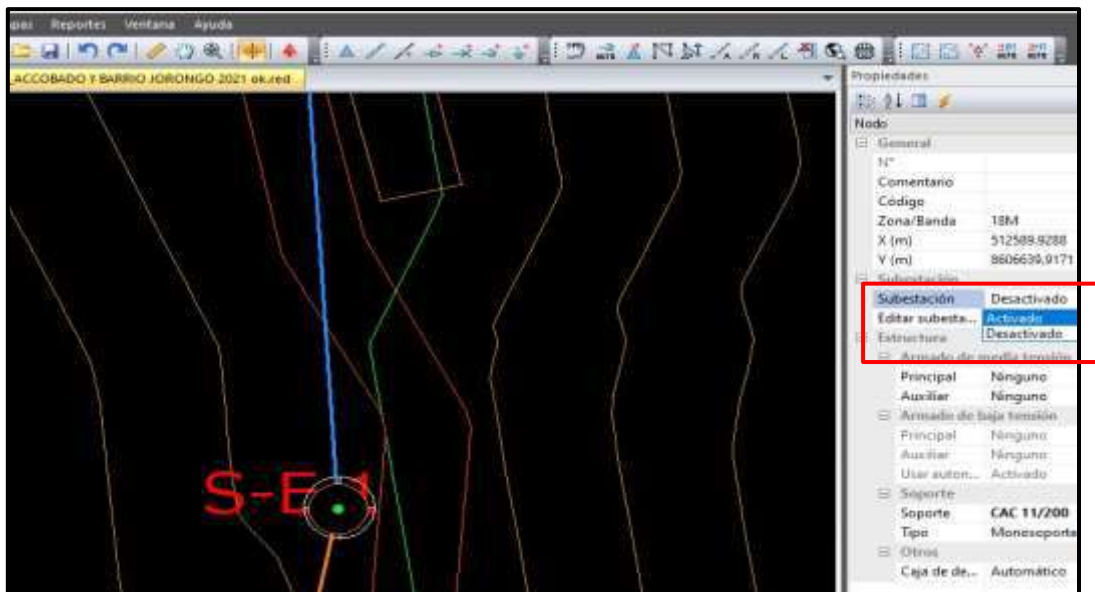 Reportes Ventana Ayuda
ACCOBADO Y BARRIO JORONGO 2021 ok.red
Propiedades
Nodo
General
N°
Comentario
Código
Zona/Banda 18M
X (m) 512589.9288
Y (m) 8606639.9171
Subestación
Subestación Desactivado
Editar subesta... Activado
Desactivado
Estructura
Armado de media tensión
Principal Ninguno
Auxiliar Ninguno
Armado de baja tensión
Principal Ninguno
Auxiliar Ninguno
Usar autom... Activado
Soporte
Soporte CAC 11/200
Tipo Monosoporte
Otros
Caja de de... Automático
S-E 1